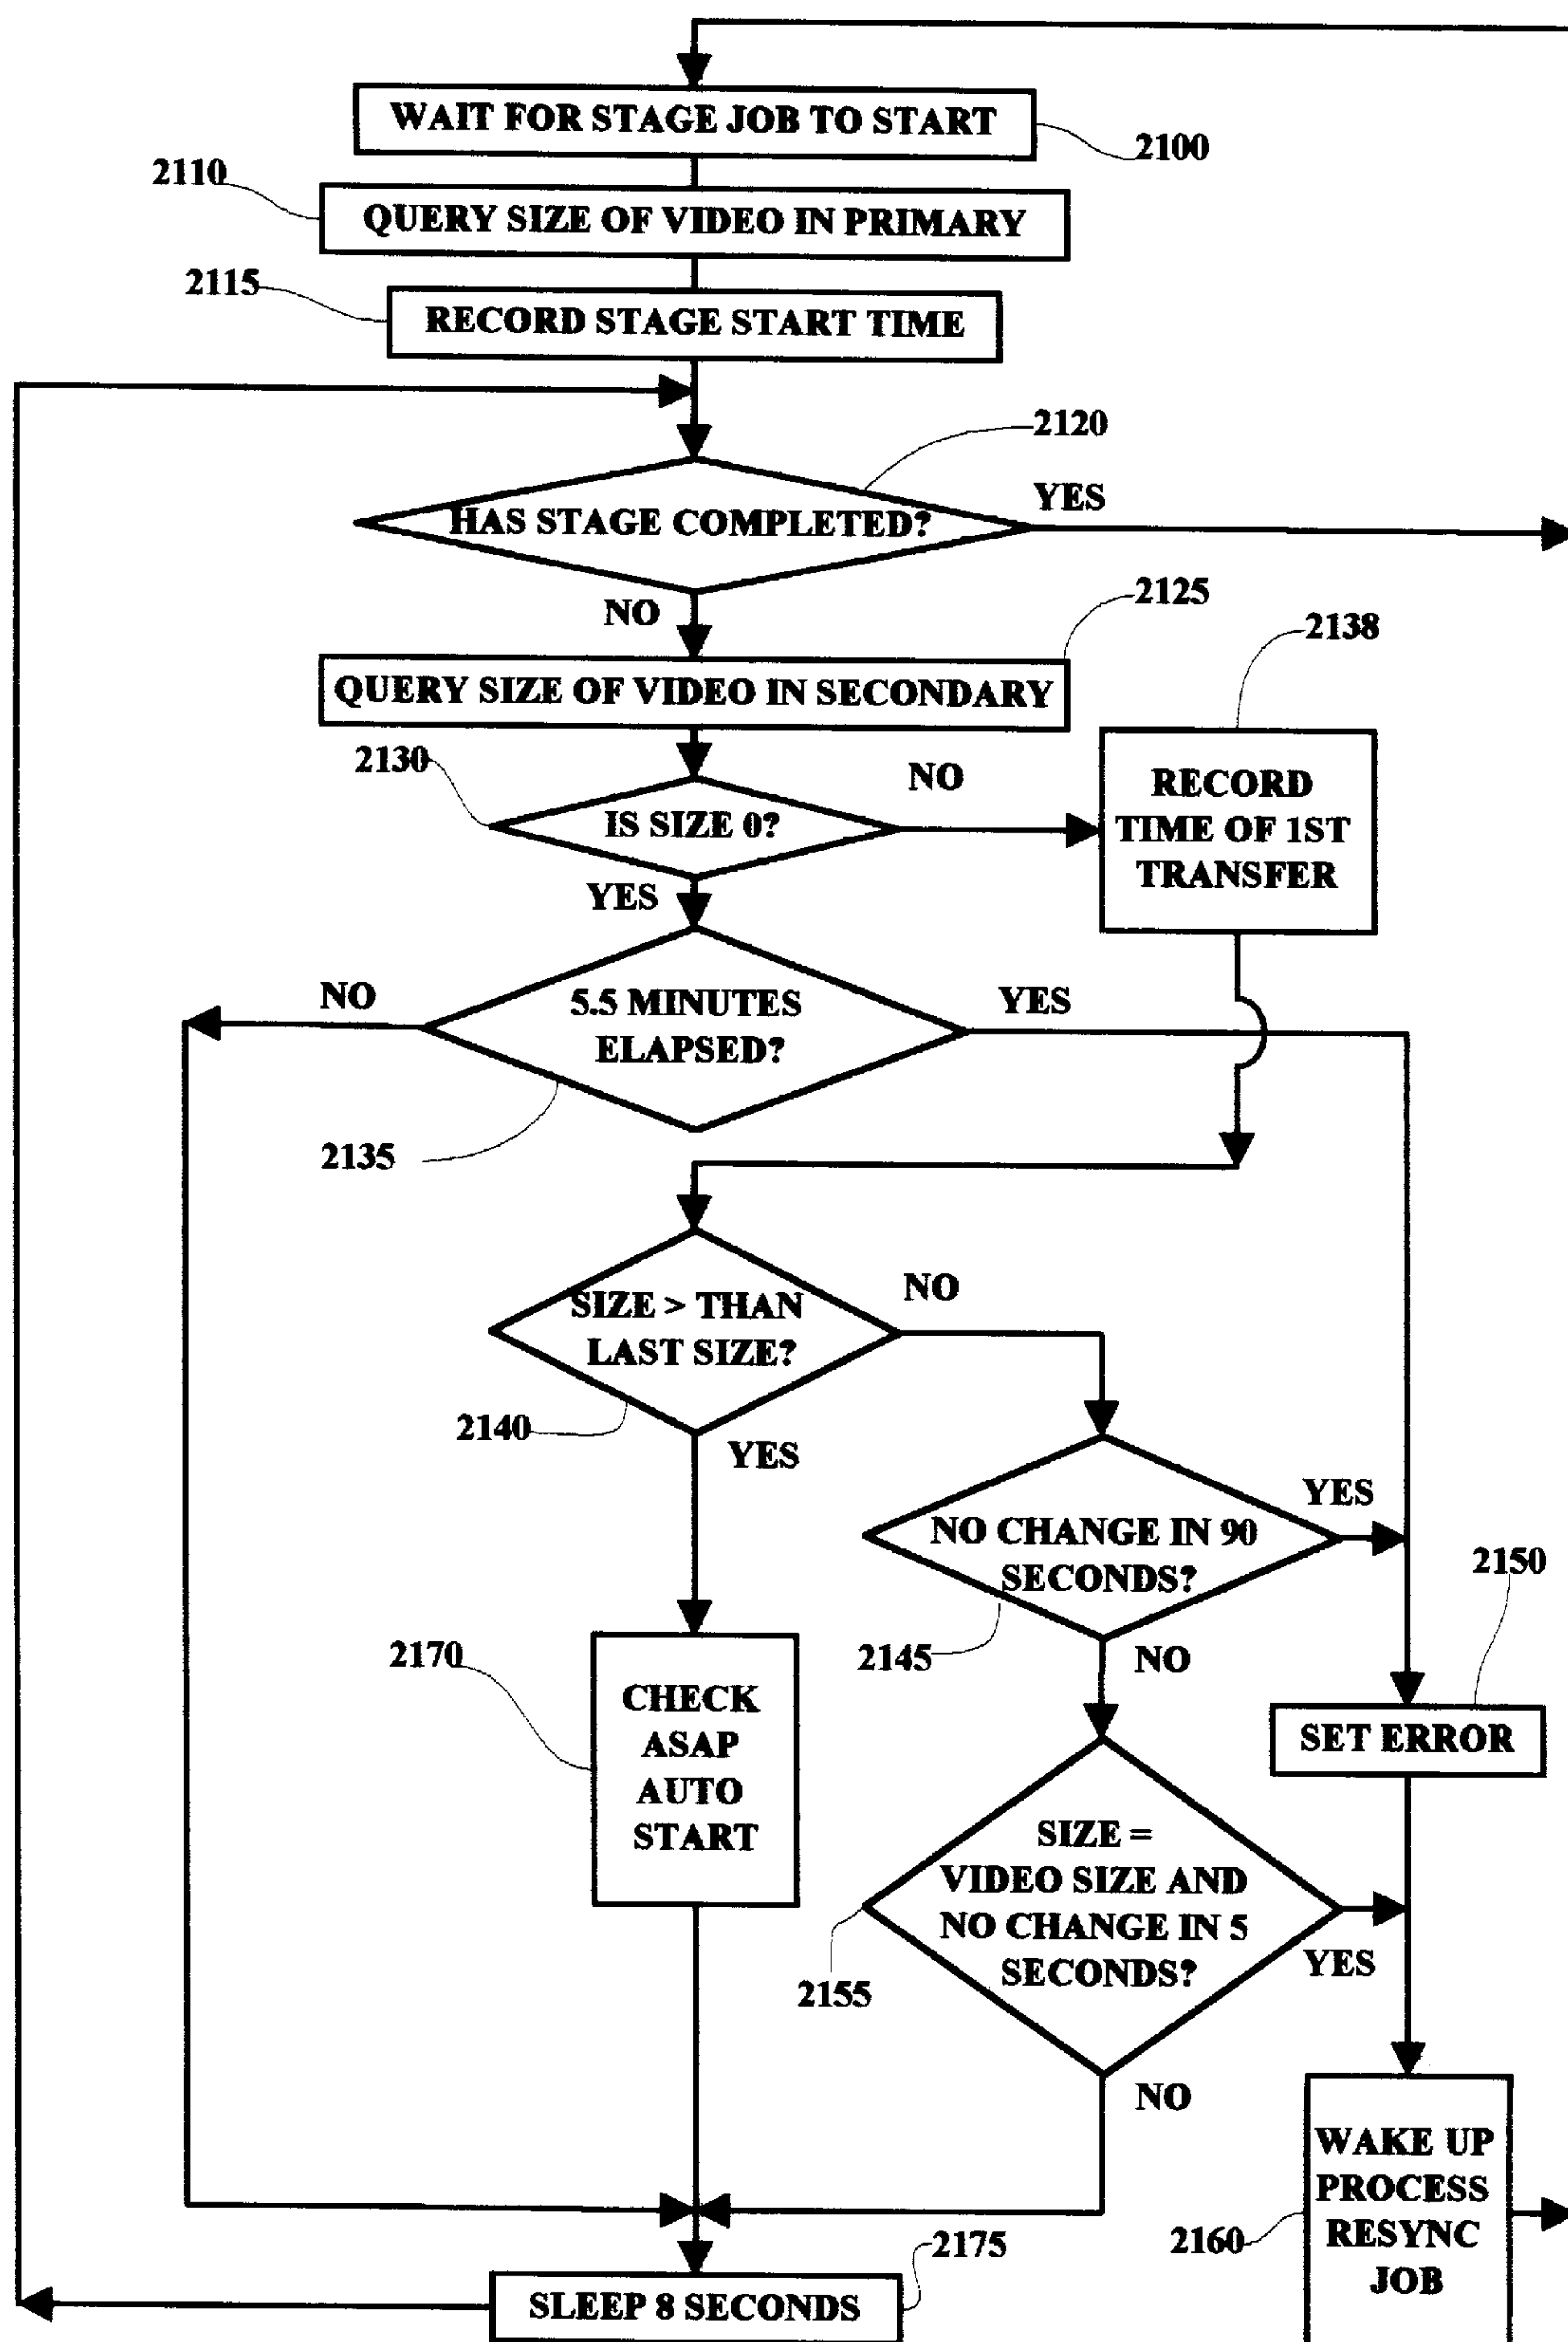 WAIT FOR STAGE JOB TO START
2100
2110
QUERY SIZE OF VIDEO IN PRIMARY
2115
RECORD STAGE START TIME
2120
HAS STAGE COMPLETED?
YES
NO
2125
2138
QUERY SIZE OF VIDEO IN SECONDARY
2130
IS SIZE 0?
NO
RECORD
TIME OF 1ST
TRANSFER
YES
5.5 MINUTES
ELAPSED?
NO
YES
2135
SIZE > THAN
LAST SIZE?
NO
2140
YES
NO CHANGE IN 90
SECONDS?
YES
2150
2145
NO
2170
CHECK
ASAP
AUTO
START
SET ERROR
SIZE =
VIDEO SIZE AND
NO CHANGE IN 5
SECONDS?
YES
2155
NO
WAKE UP
PROCESS
RESYNC
JOB
2160
2175
SLEEP 8 SECONDS